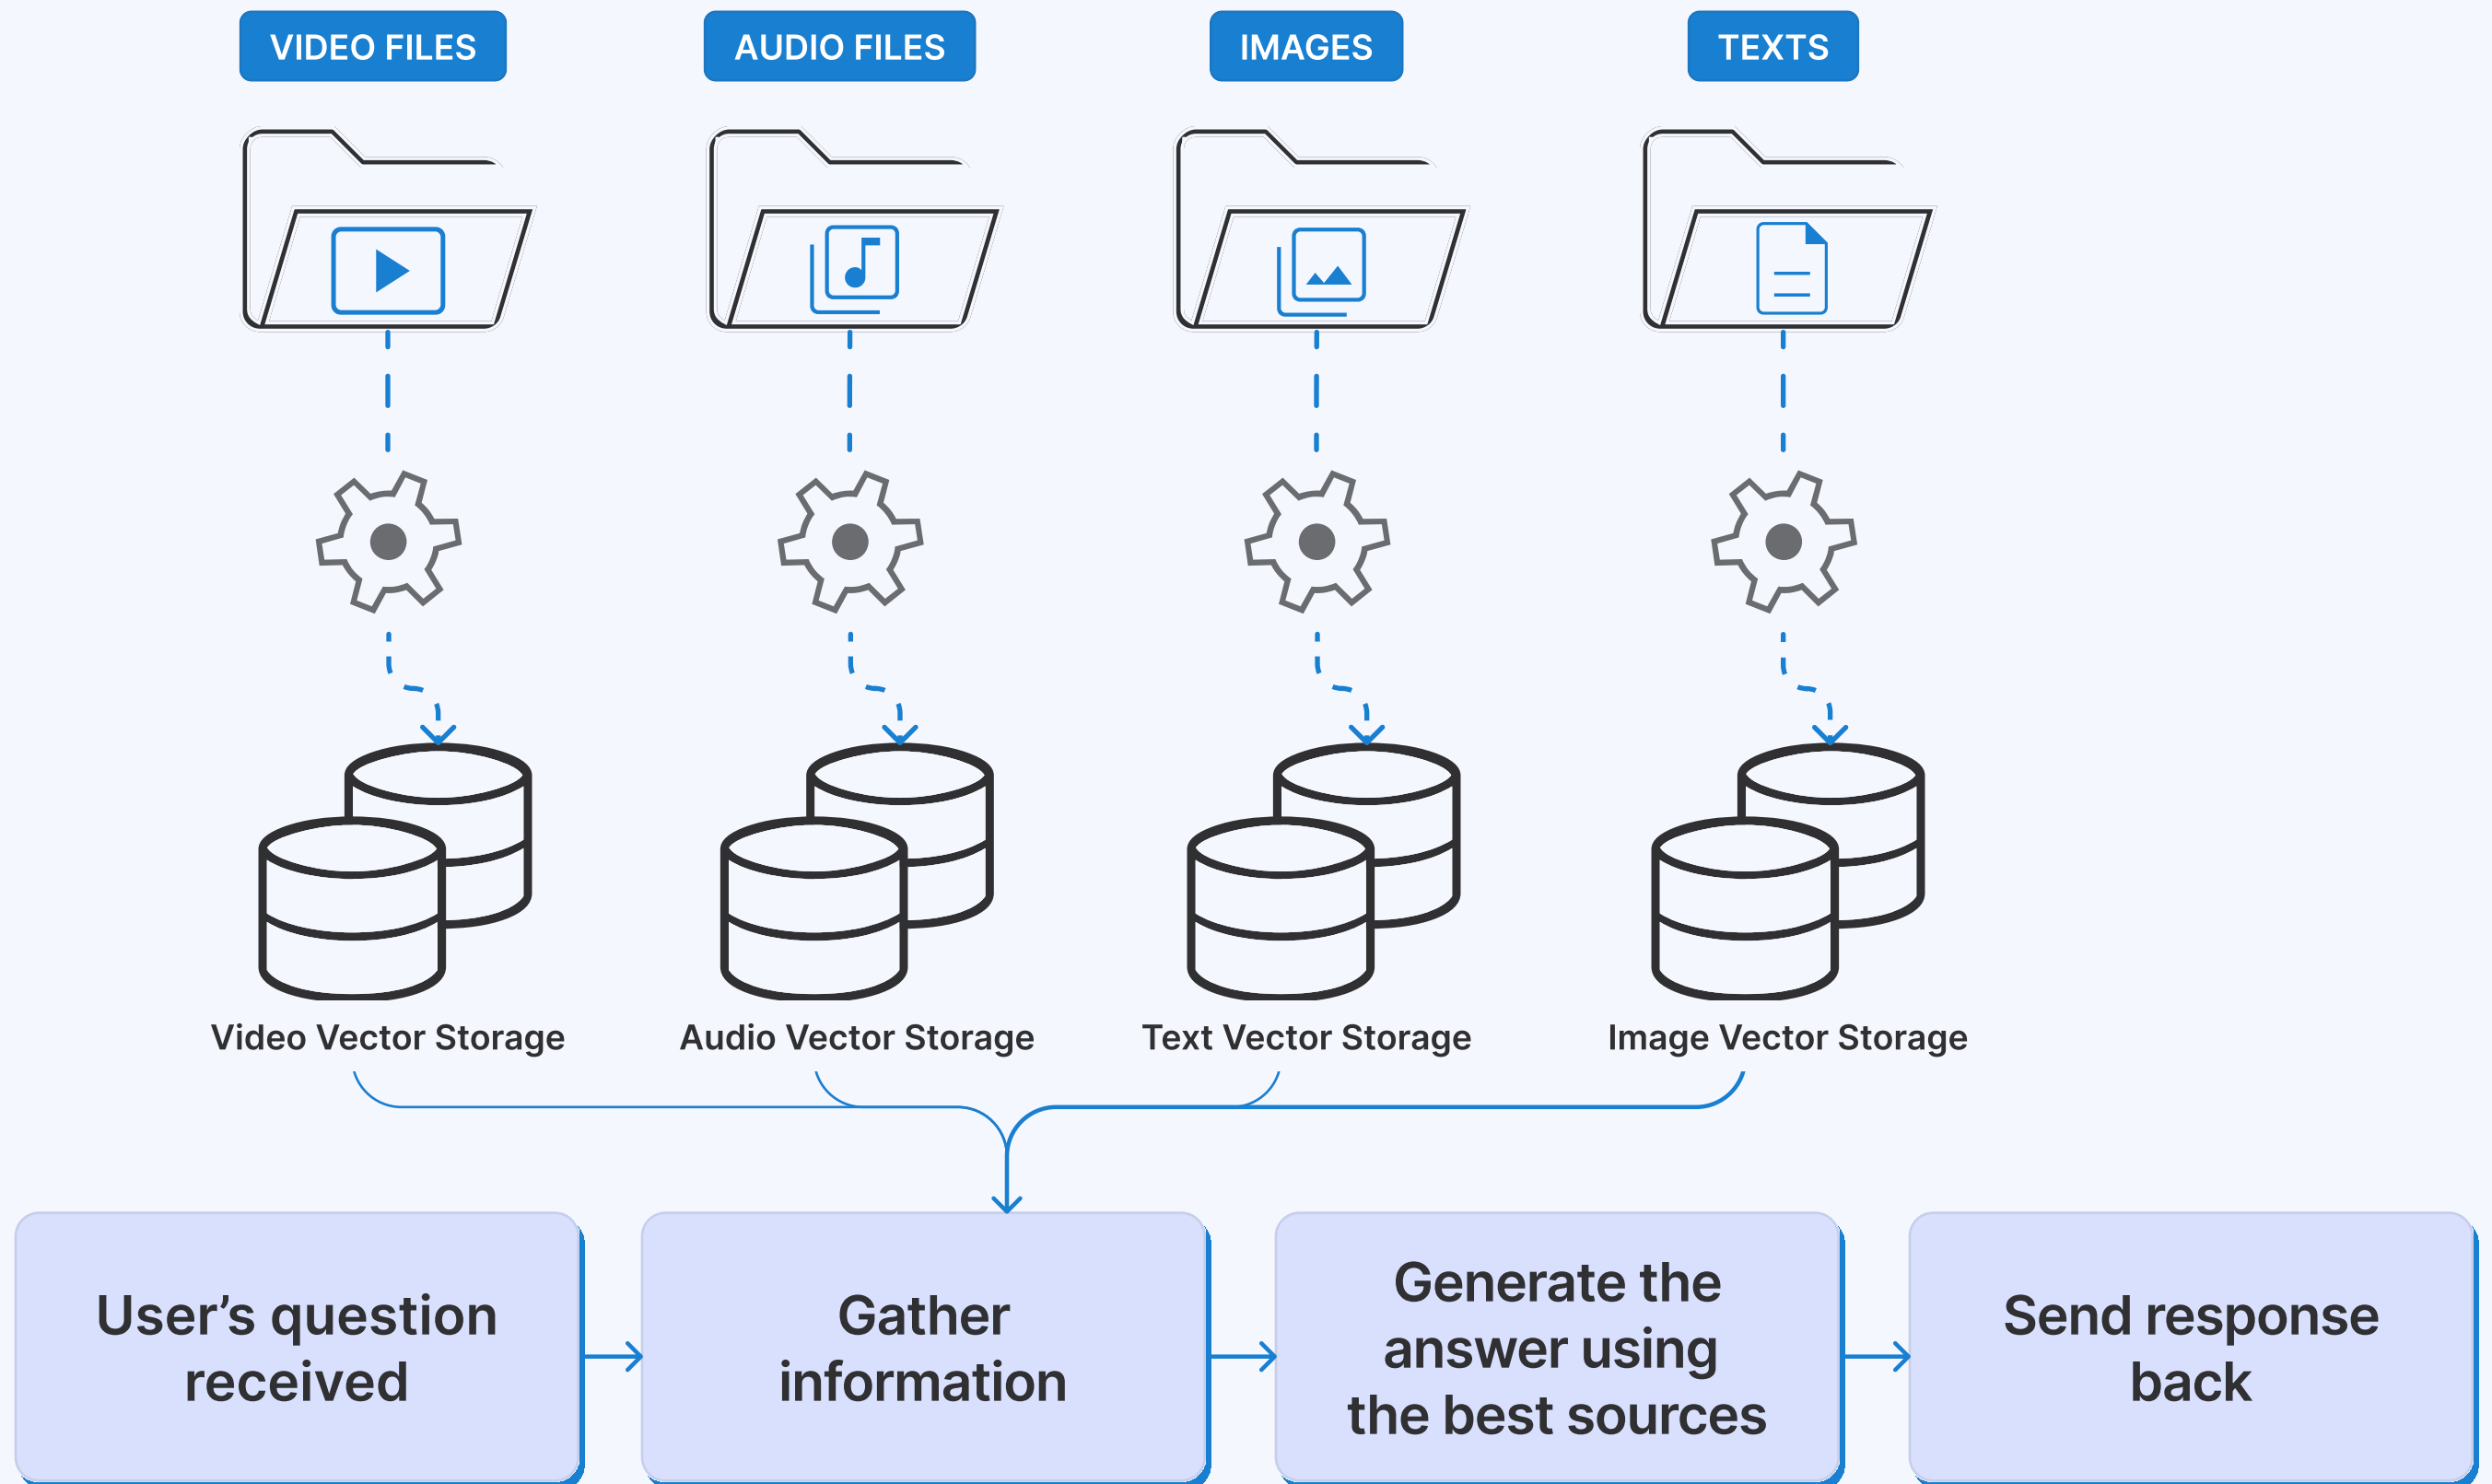 VIDEO FILES
AUDIO FILES
IMAGES
TEXTS
Video Vector Storage
Audio Vector Storage
Text Vector Storage
Image Vector Storage
User's question
received
Gather
information
Generate the
answer using
the best sources
Send response
back